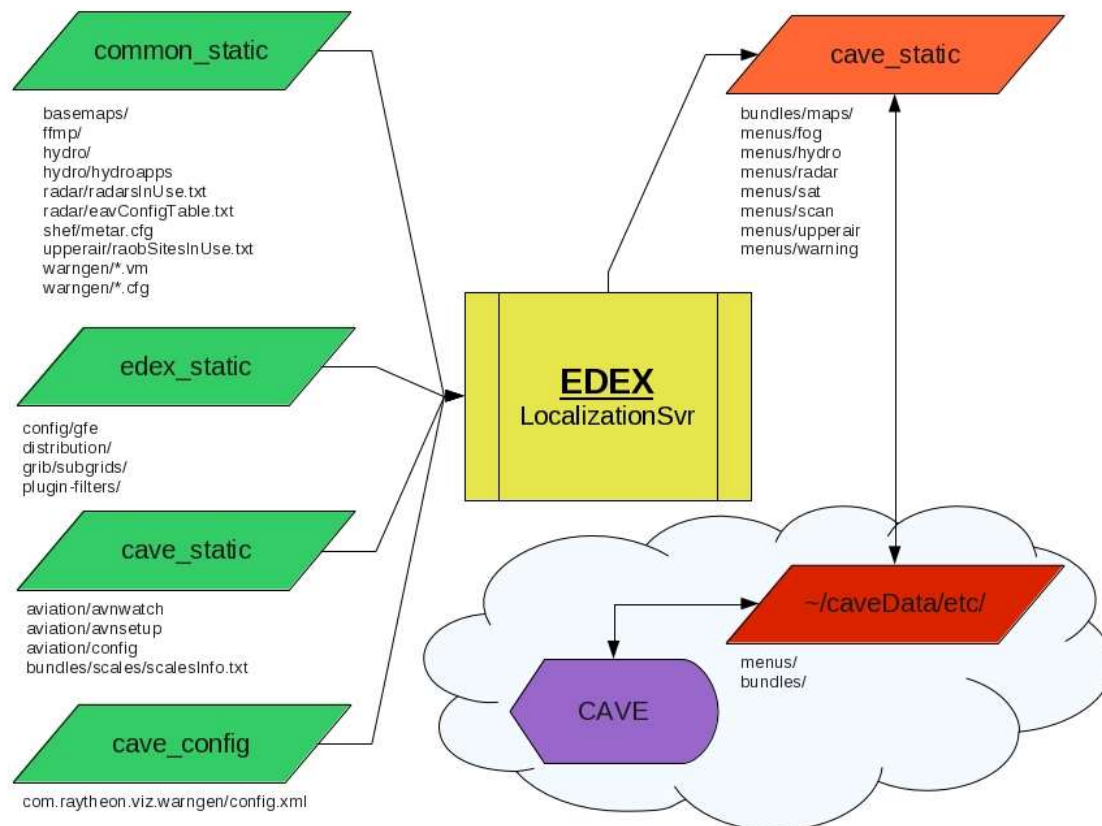 common_static
basemaps/
ffmp/
hydro/
hydro/hydroapps
radar/radarsInUse.txt
radar/eavConfigTable.txt
shef/metar.cfg
upperair/raobSitesInUse.txt
warngen/*.vm
warngen/*.cfg
edex_static
config/gfe
distribution/
grib/subgrids/
plugin-filters/
cave_static
aviation/avnwatch
aviation/avnsetup
aviation/config
bundles/scales/scalesInfo.txt
cave_config
com.raytheon.viz.warngen/config.xml
EDEX
LocalizationSvr
cave_static
bundles/maps/
menus/fog
menus/hydro
menus/radar
menus/sat
menus/scan
menus/upperair
menus/warning
~/caveData/etc/
menus/
bundles/
CAVE